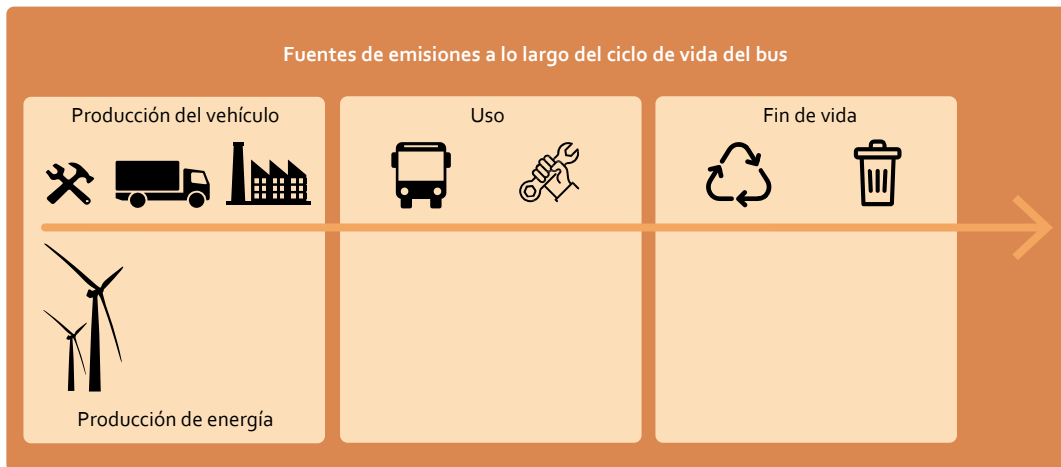 Fuentes de emisiones a lo largo del ciclo de vida del bus
Producción del vehículo
Uso
Fin de vida
Producción de energía